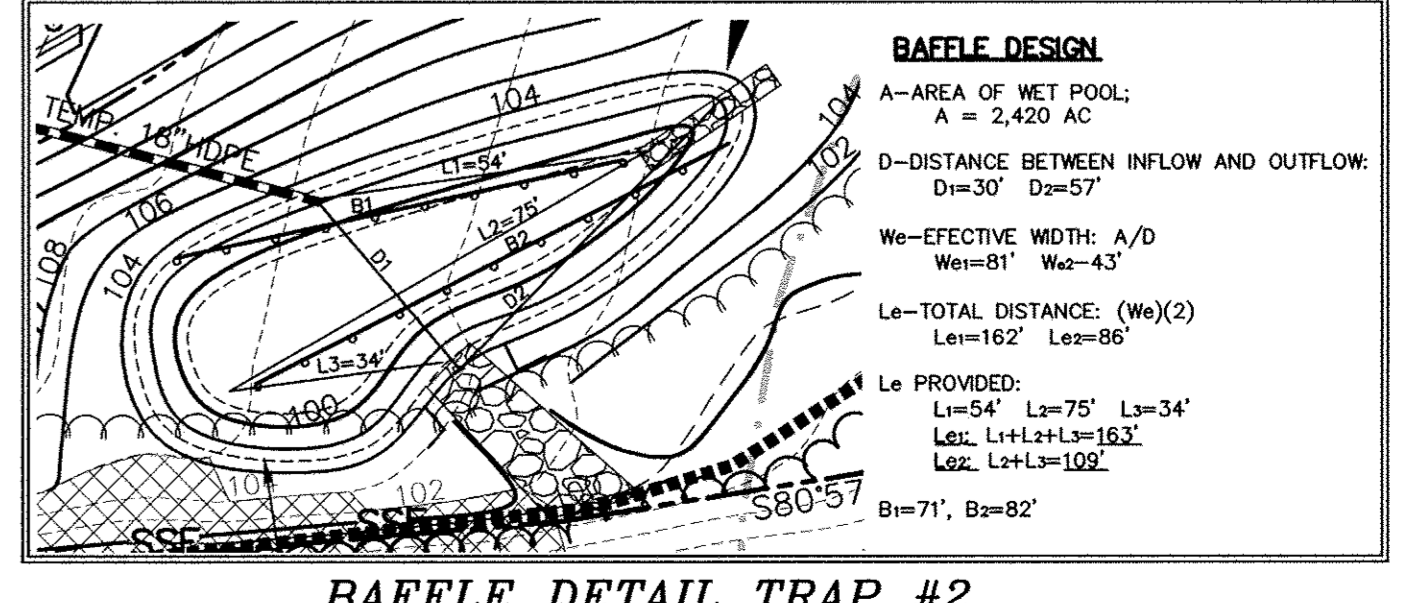 TEMP. 18"HDPE
104
L1=54'
B1
106
L2=75'
B2
D1
108
104
D2
L3=34'
100
104
102
104
102
SSF
SSF
S80°57
BAFFLE DESIGN
A-AREA OF WET POOL;
A = 2,420 AC
D-DISTANCE BETWEEN INFLOW AND OUTFLOW:
D1=30' D2=57'
We-EFECTIVE WIDTH: A/D
We1=81' We2-43'
Le-TOTAL DISTANCE: (We)(2)
Le1=162' Le2=86'
Le PROVIDED:
L1=54' L2=75' L3=34'
Le1: L1+L2+L3=163'
Le2: L2+L3=109'
B1=71', B2=82'
BAFFLE DETAIL TRAP #2